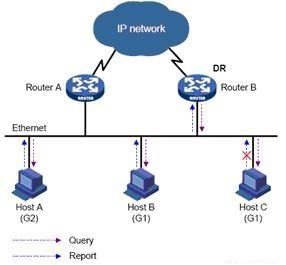 IP network
DR
Router A
Router B
ROUTER
ROUTER
Ethernet
Host A
(G2)
Host B
(G1)
Host C
(G1)
Query
Report